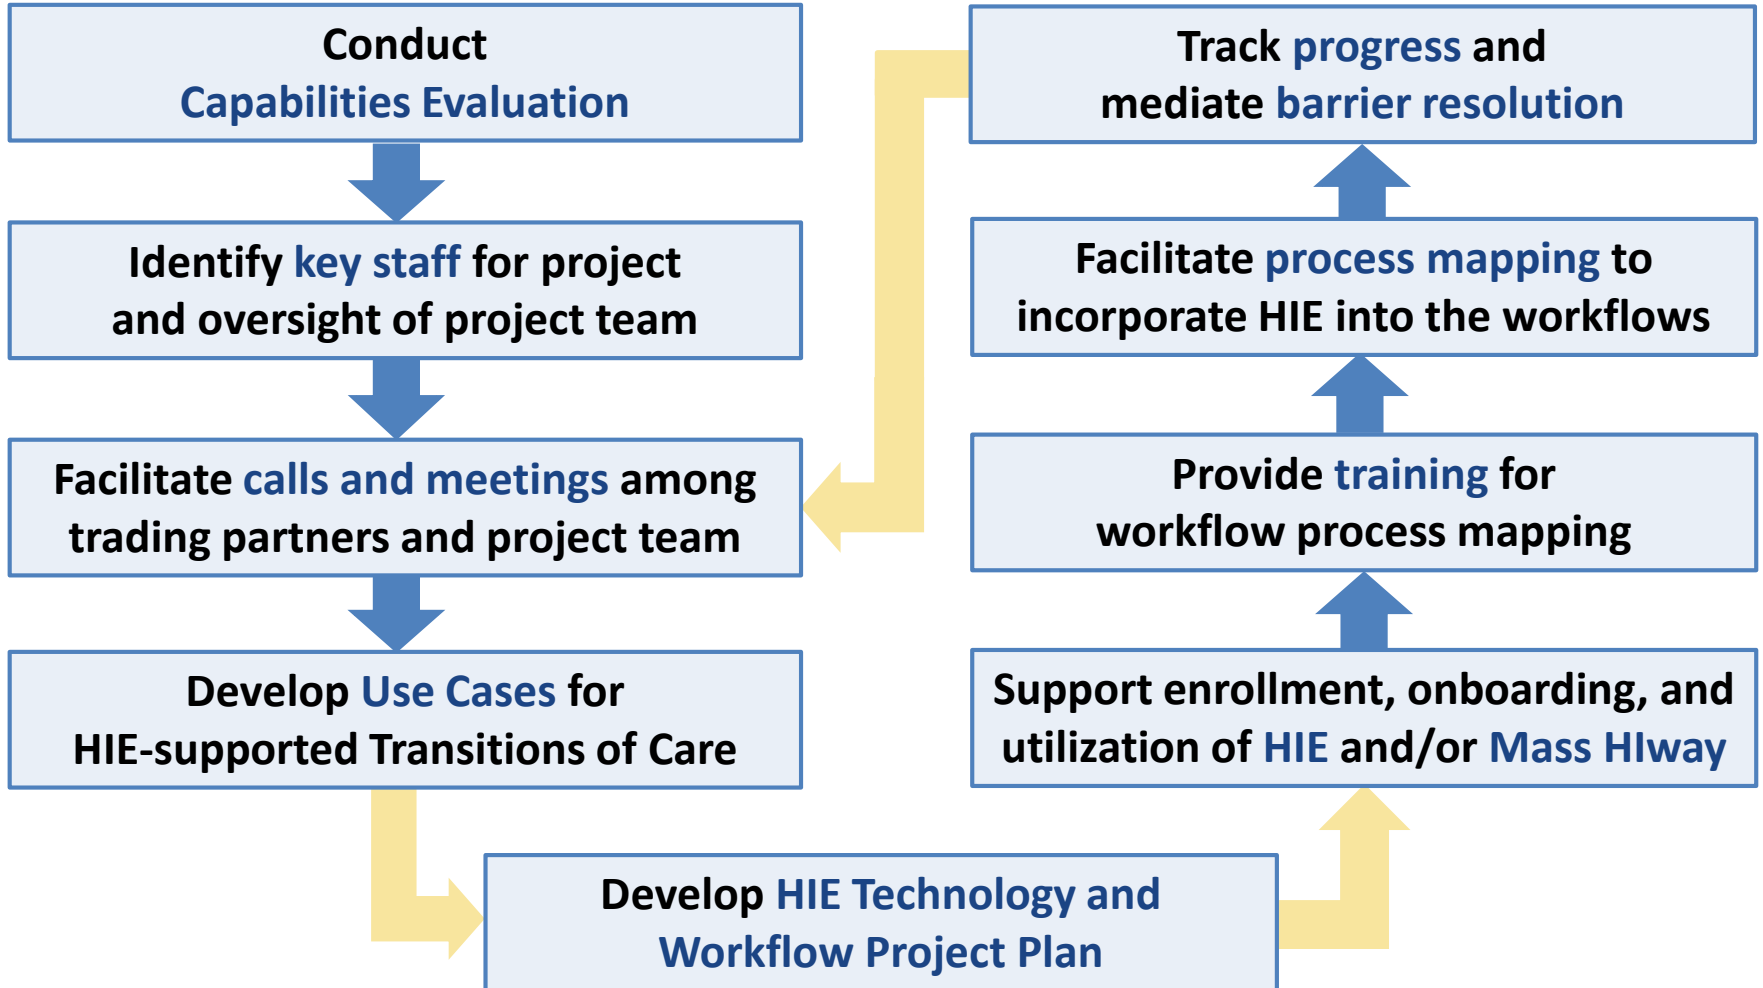 Conduct
Capabilities Evaluation
Identify key staff for project
and oversight of project team
Facilitate calls and meetings among
trading partners and project team
Develop Use Cases for
HIE-supported Transitions of Care
Develop HIE Technology and
Workflow Project Plan
Support enrollment, onboarding, and
utilization of HIE and/or Mass HIway
Provide training for
workflow process mapping
Facilitate process mapping to
incorporate HIE into the workflows
Track progress and
mediate barrier resolution